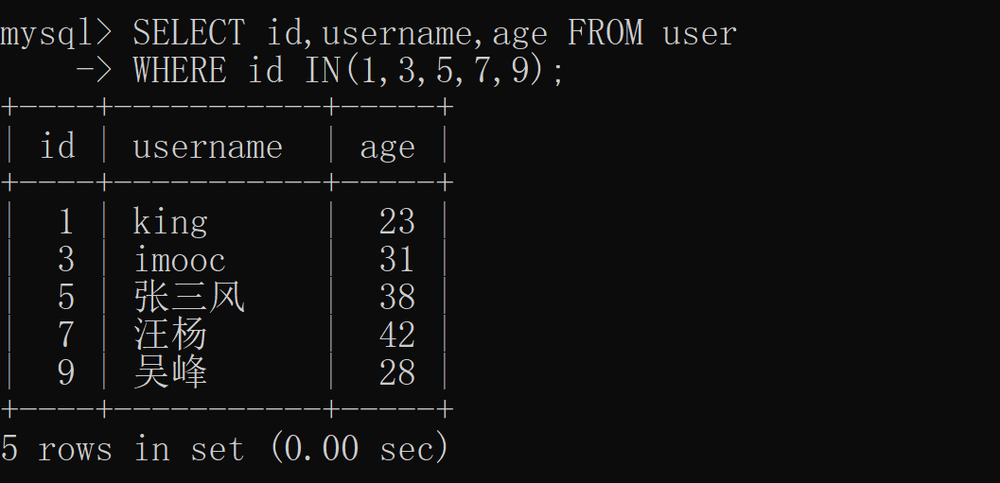 mysql> SELECT id,username,age FROM user
    -> WHERE id IN(1,3,5,7,9);
+----+-----------+-----+
| id | username  | age |
+----+-----------+-----+
|  1 | king      |  23 |
|  3 | imooc     |  31 |
|  5 | 张三风    |  38 |
|  7 | 汪杨      |  42 |
|  9 | 吴峰      |  28 |
+----+-----------+-----+
5 rows in set (0.00 sec)